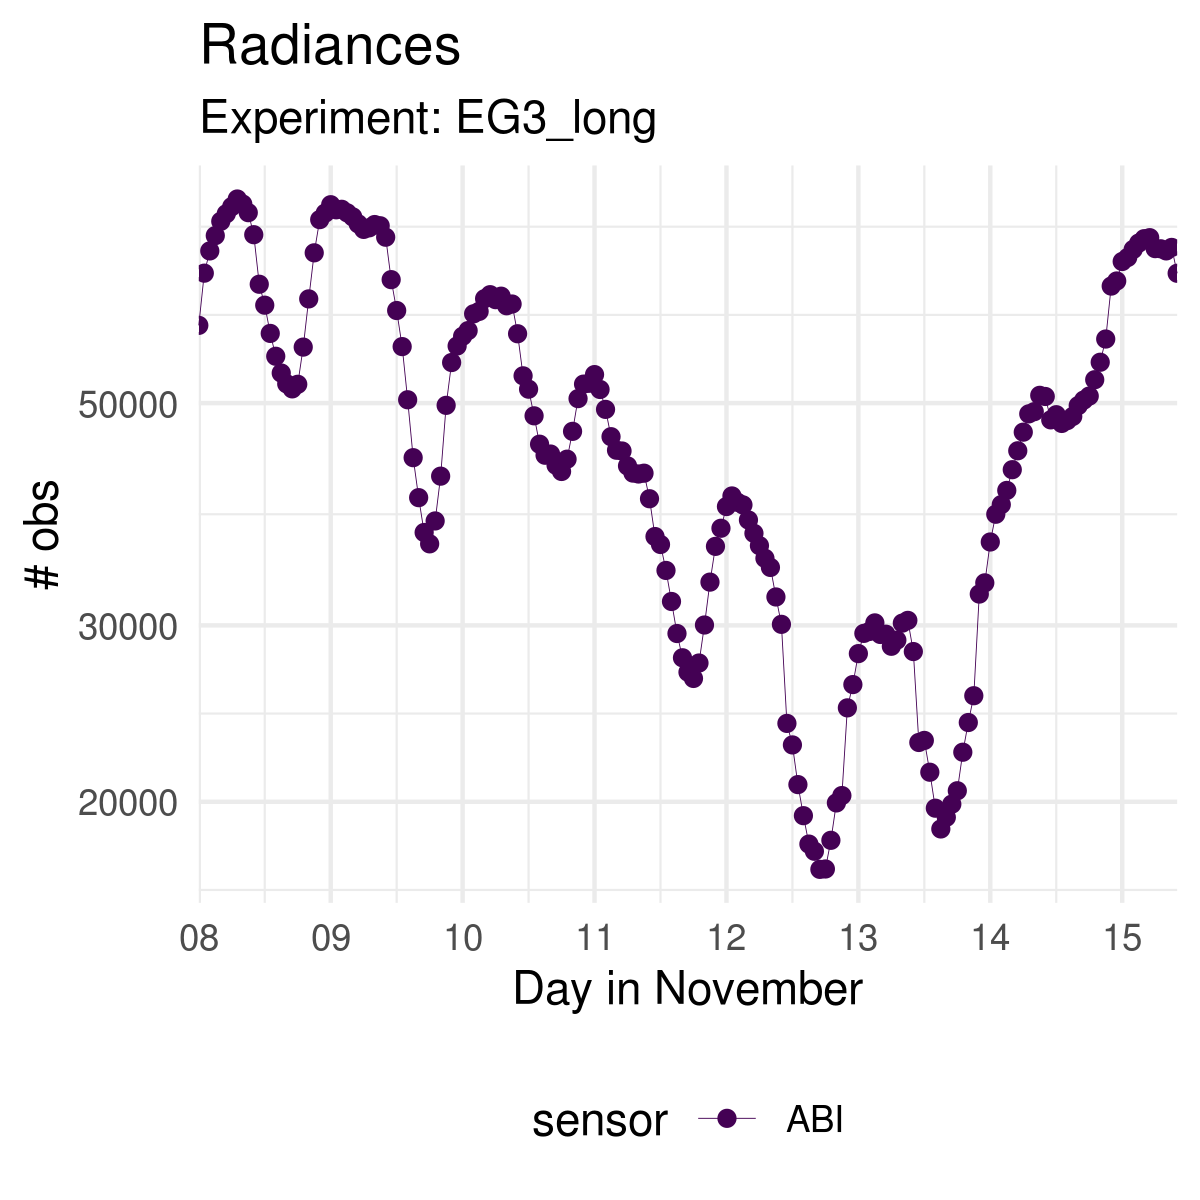 Radiances
Experiment: EG3_long
# obs
50000
30000
20000
08 09 10 11 12 13 14 15
Day in November
sensor ABI